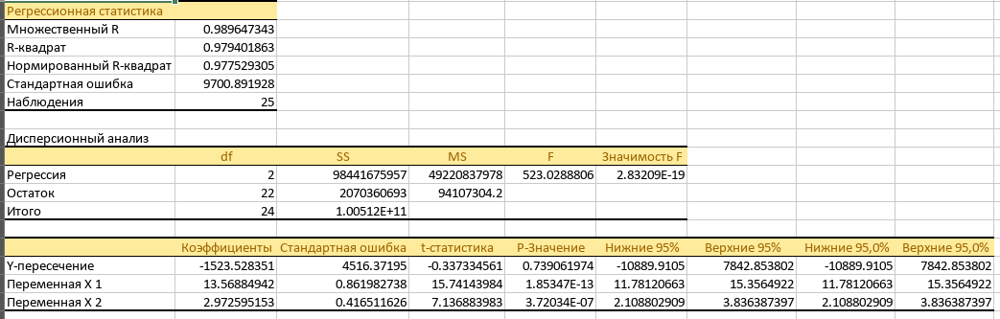 Регрессионная статистика
Множественный R 0.989647343
R-квадрат 0.979401863
Нормированный R-квадрат 0.977529305
Стандартная ошибка 9700.891928
Наблюдения 25
Дисперсионный анализ
df SS MS F Значимость F
Регрессия 2 98441675957 49220837978 523.0288806 2.83209E-19
Остаток 22 2070360693 94107304.2
Итого 24 1.00512E+11
Коэффициенты Стандартная ошибка t-статистика P-Значение Нижние 95% Верхние 95% Нижние 95,0% Верхние 95,0%
Y-пересечение -1523.528351 4516.37195 -0.337334561 0.739061974 -10889.9105 7842.853802 -10889.9105 7842.853802
Переменная X 1 13.56884942 0.861982738 15.74143984 1.85347E-13 11.78120663 15.3564922 11.78120663 15.3564922
Переменная X 2 2.972595153 0.416511626 7.136883983 3.72034E-07 2.108802909 3.836387397 2.108802909 3.836387397